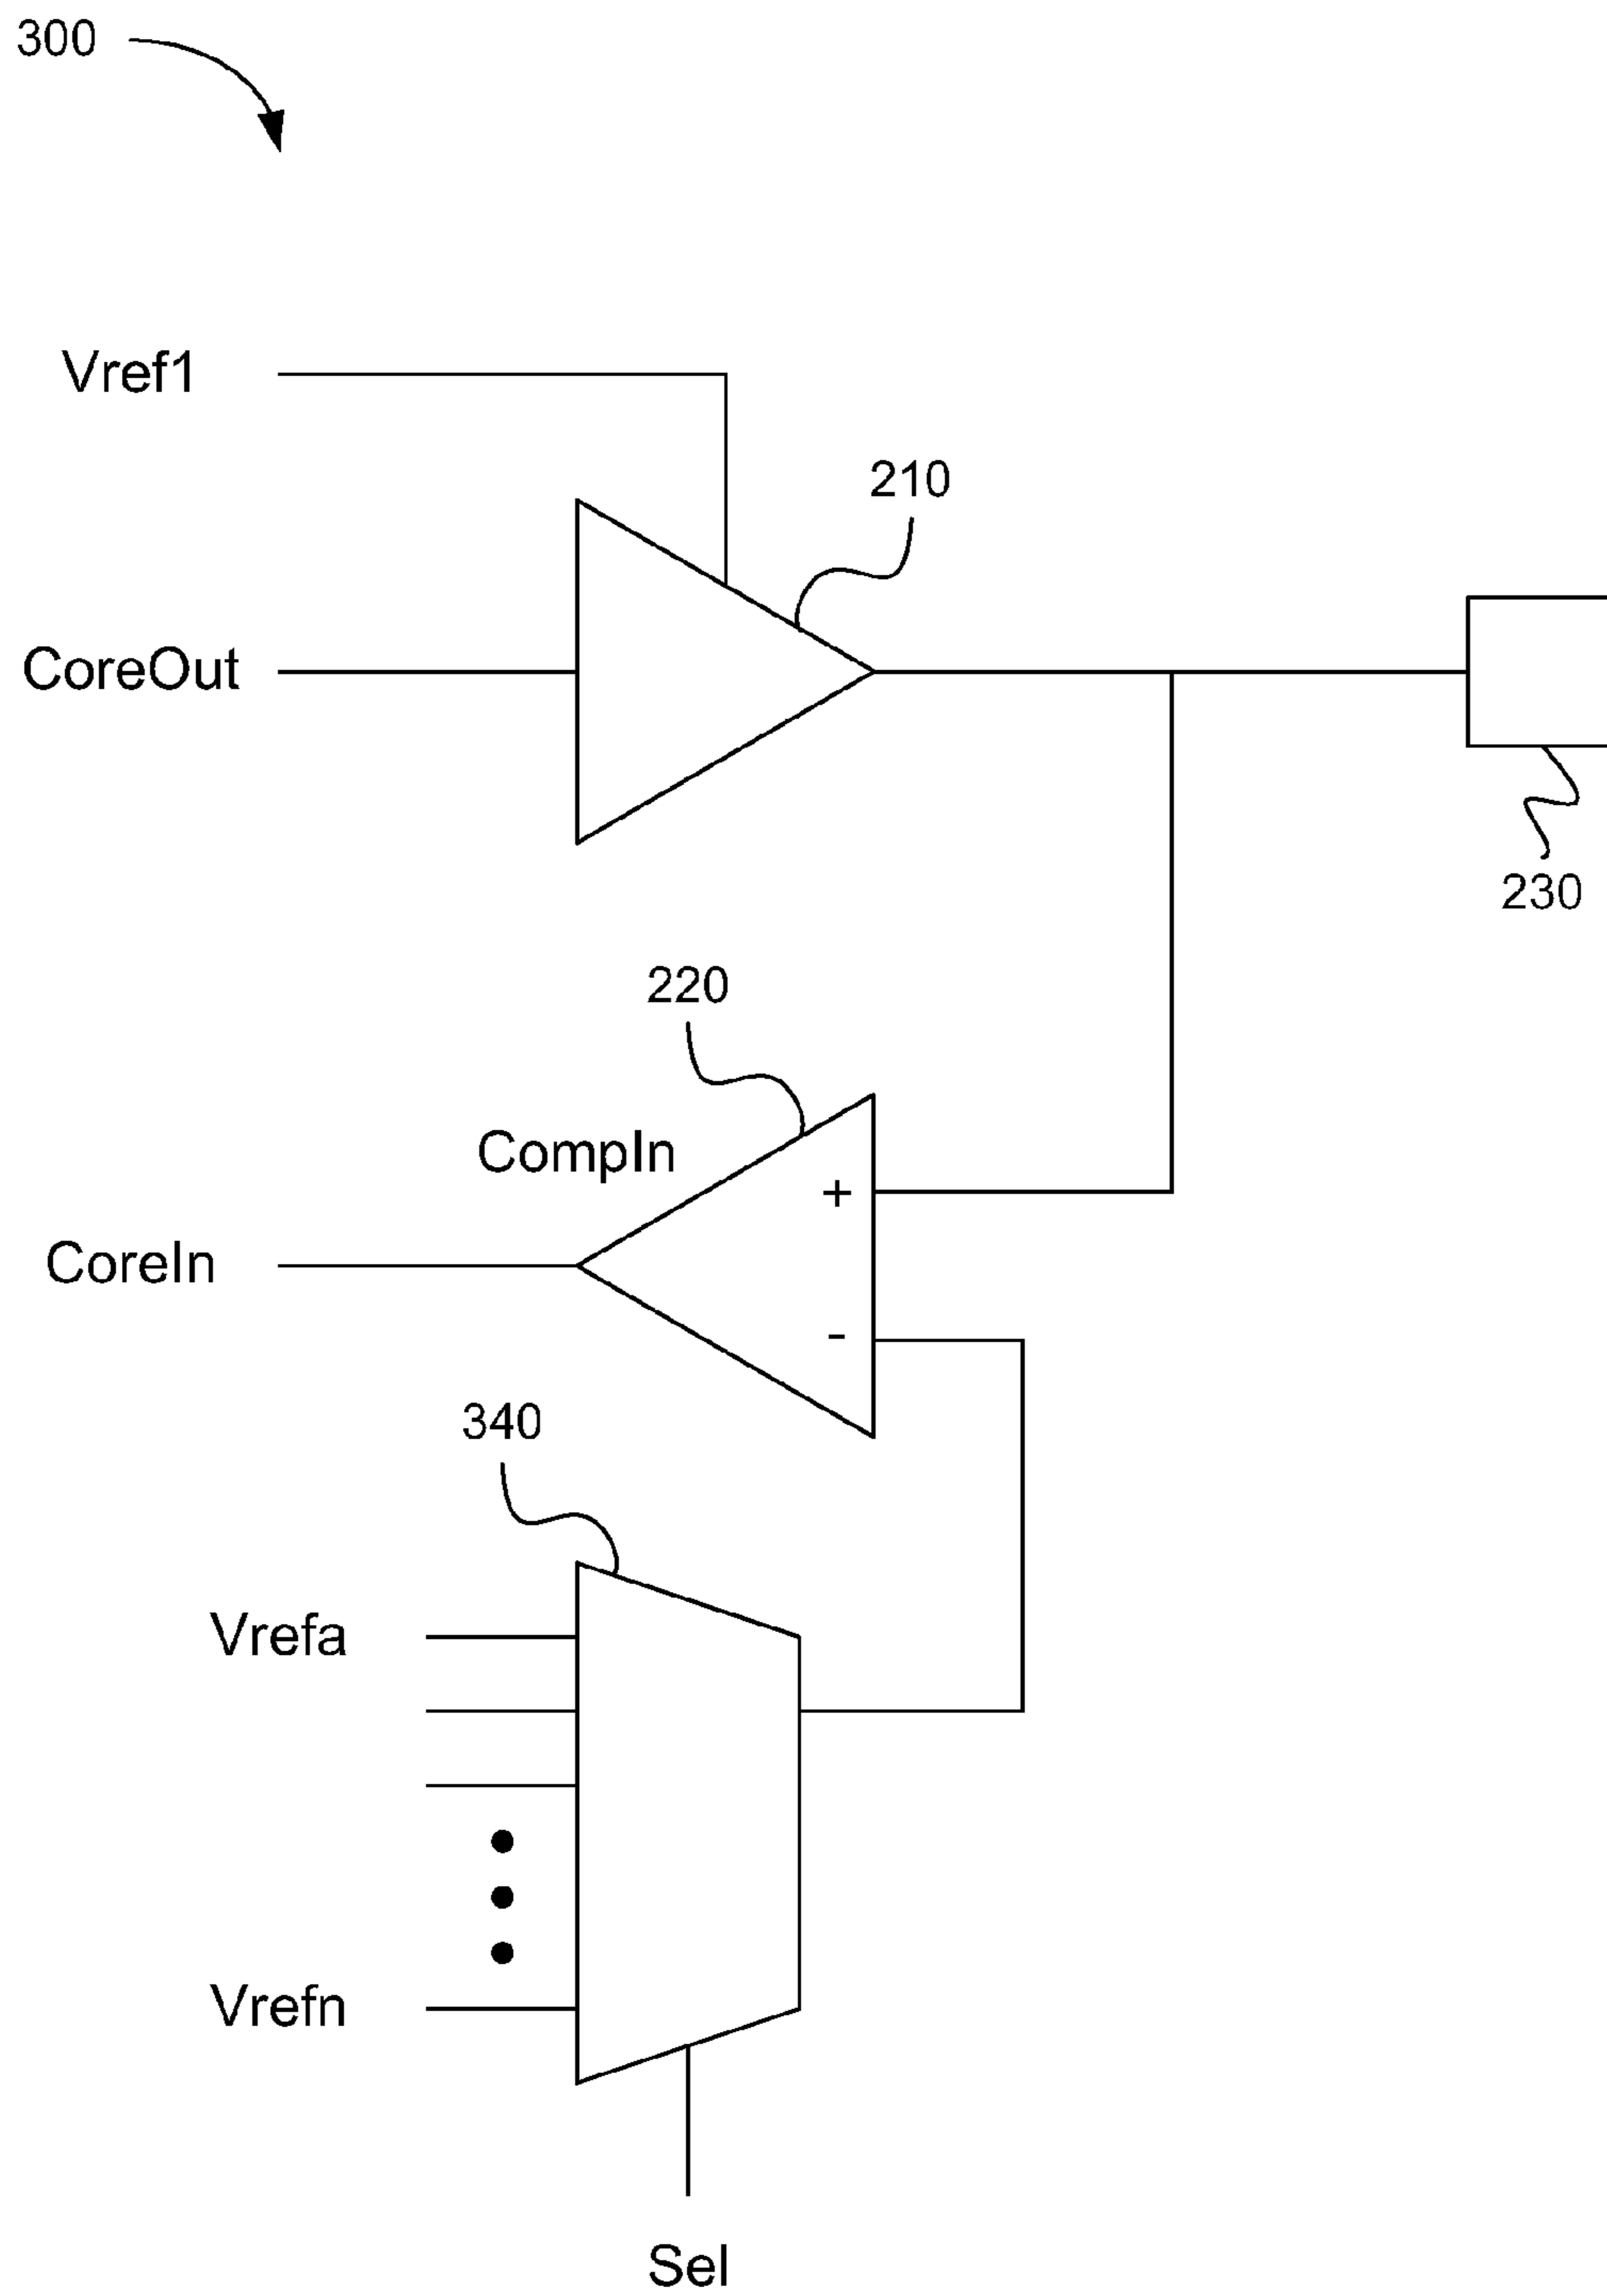 300
Vref1
210
CoreOut
230
220
CompIn
+
CoreIn
-
340
Vrefa
Vrefn
Sel